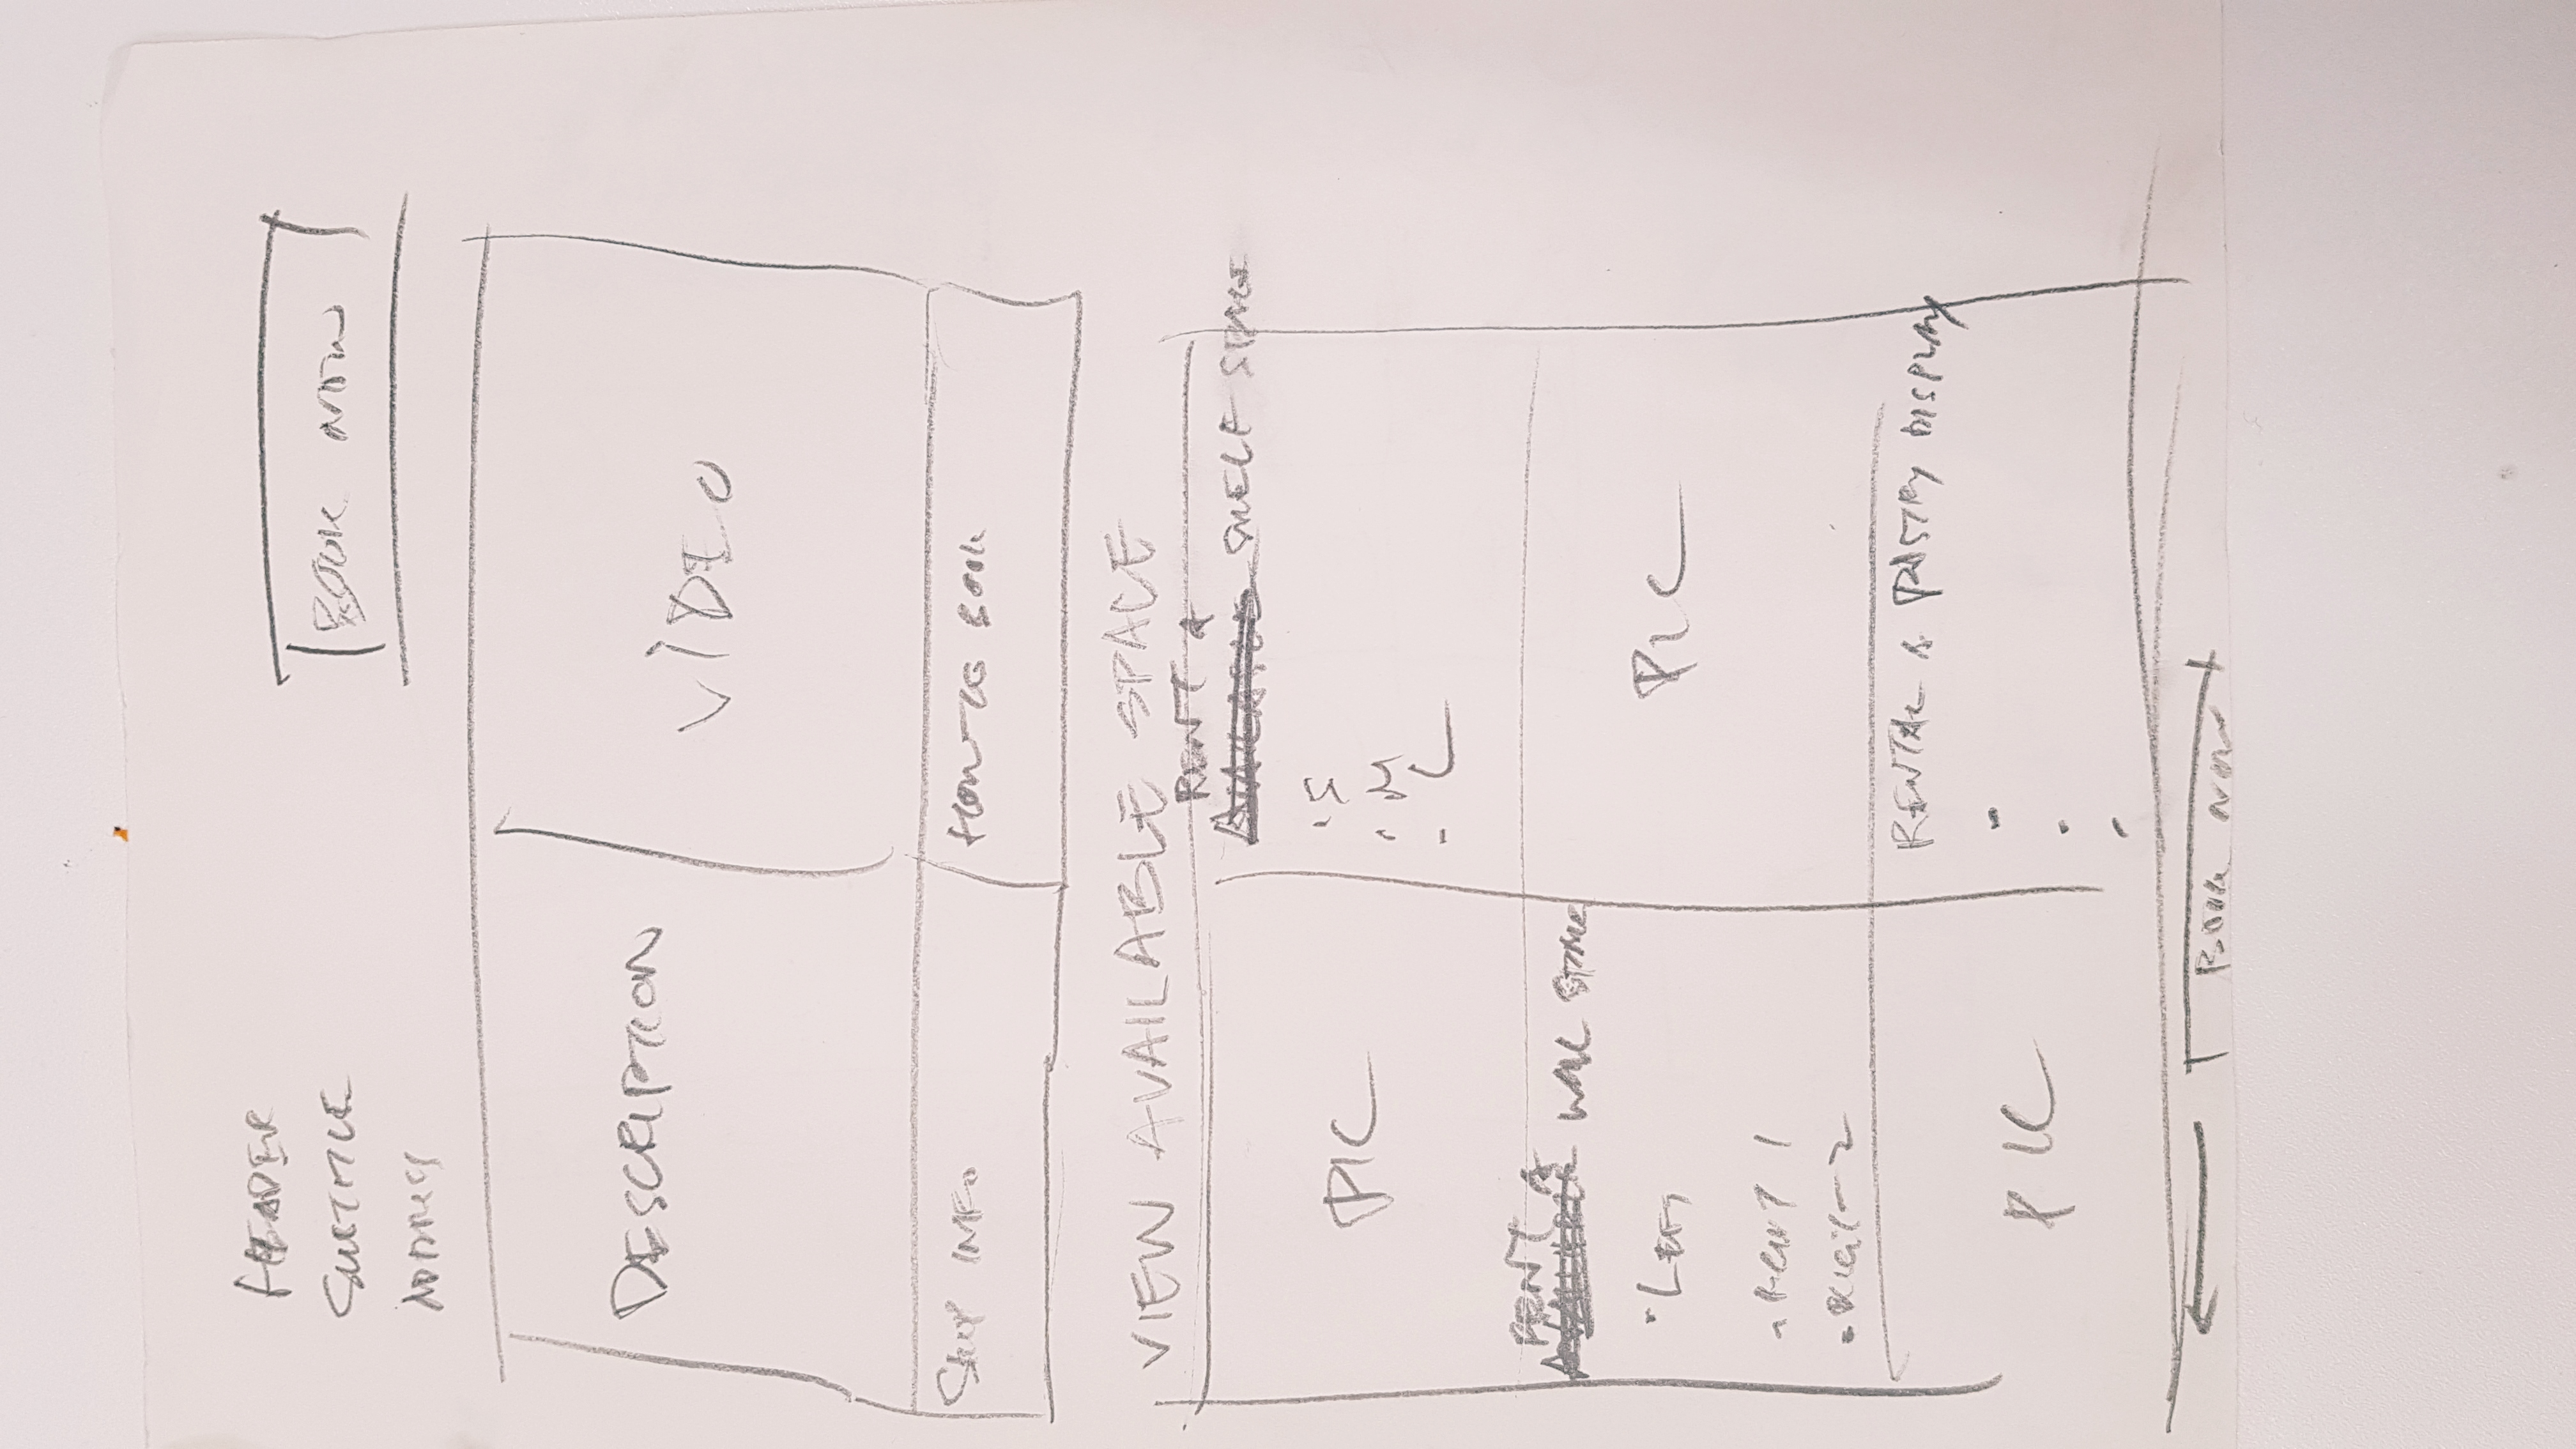 HEADER
SUBTITLE
ADDRESS
BOOK NOW
DESCRIPTION
VIDEO
SHOP INFO
HOW TO BOOK
VIEW AVAILABLE SPACE
PIC
RENT A
AVAILABLE SHELF SPACE
· S
· M
- L
RENT A
AVAILABLE WALL SPACE
· LEFT
- RIGHT 1
· RIGHT 2
PIC
PIC
RENTAL A PASTRY DISPLAY
-
·
-
BOOK NOW